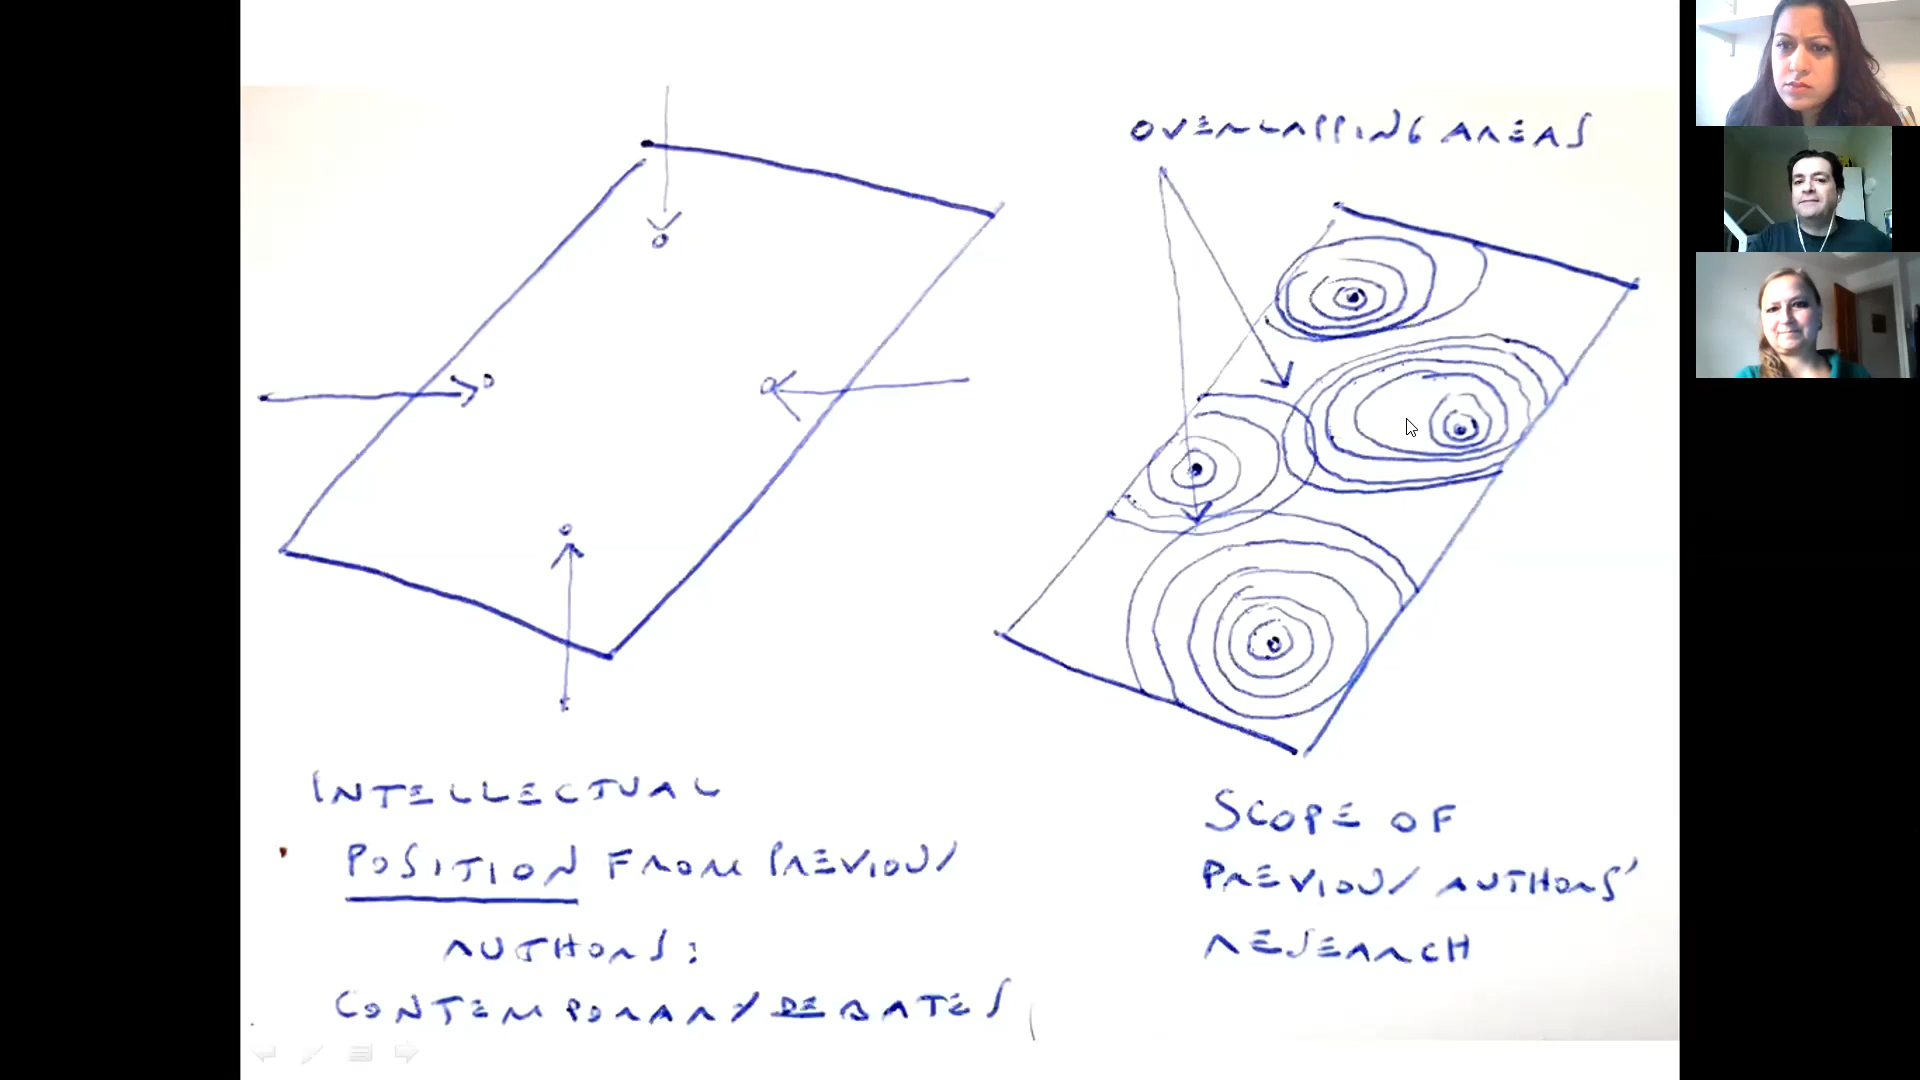 OVERLAPPING AREAS
INTELLECTUAL
POSITION FROM PREVIOUS
AUTHORS:
CONTEMPORARY DEBATES
SCOPE OF
PREVIOUS AUTHORS'
RESEARCH